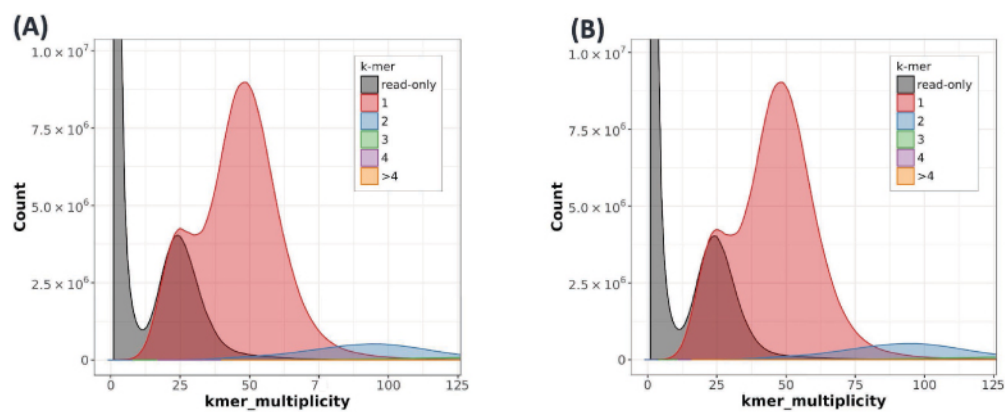 (A)
1.0 × 10⁷
7.5 × 10⁶
5.0 × 10⁶
2.5 × 10⁶
0
Count
k-mer
read-only
1
2
3
4
>4
0 25 50 7 100 125
kmer_multiplicity
(B)
1.0 × 10⁷
7.5 × 10⁶
5.0 × 10⁶
2.5 × 10⁶
0
Count
k-mer
read-only
1
2
3
4
>4
0 25 50 75 100 125
kmer_multiplicity